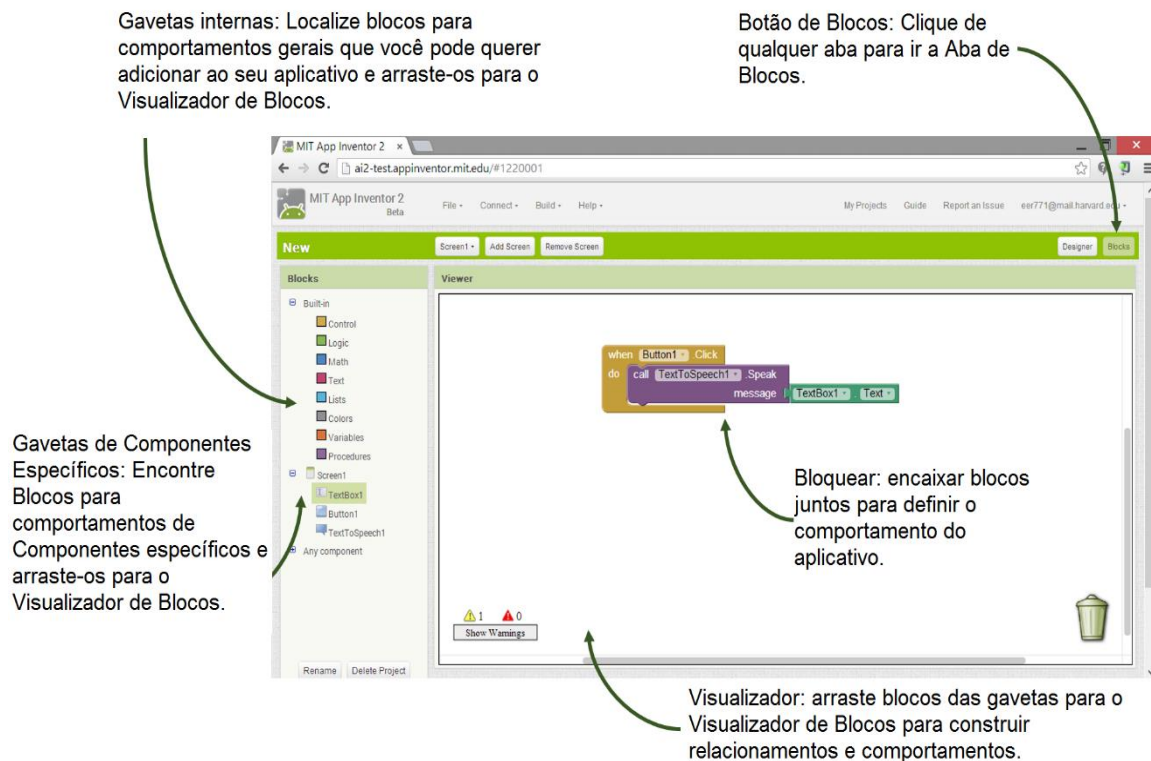 Gavetas internas: Localize blocos para
comportamentos gerais que você pode querer
adicionar ao seu aplicativo e arraste-os para o
Visualizador de Blocos.
Botão de Blocos: Clique de
qualquer aba para ir a Aba de
Blocos.
MIT App Inventor 2 ×
ai2-test.appinventor.mit.edu/#1220001
MIT App Inventor 2
Beta
File Connect Build Help My Projects Guide Report an Issue eer771@mail.harvard.edu
New Screen1 Add Screen Remove Screen Designer Blocks
Blocks Viewer
Built-in
Control
Logic
Math
Text
Lists
Colors
Variables
Procedures
Screen1
TextBox1
Button1
TextToSpeech1
Any component
Rename Delete Project
when Button1 .Click
do call TextToSpeech1 .Speak
message TextBox1 . Text
1 0
Show Warnings
Gavetas de Componentes
Específicos: Encontre
Blocos para
comportamentos de
Componentes específicos e
arraste-os para o
Visualizador de Blocos.
Bloquear: encaixar blocos
juntos para definir o
comportamento do
aplicativo.
Visualizador: arraste blocos das gavetas para o
Visualizador de Blocos para construir
relacionamentos e comportamentos.